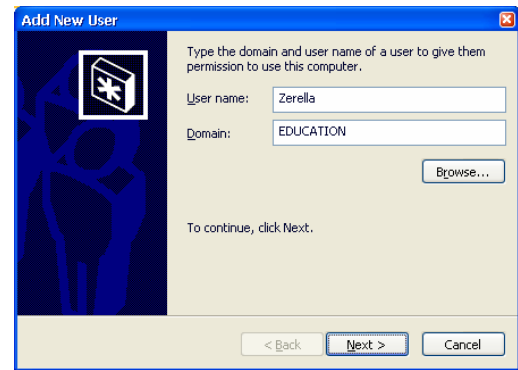 Add New User
Type the domain and user name of a user to give them
permission to use this computer.
User name: Zerella
Domain: EDUCATION
Browse...
To continue, click Next.
< Back Next > Cancel